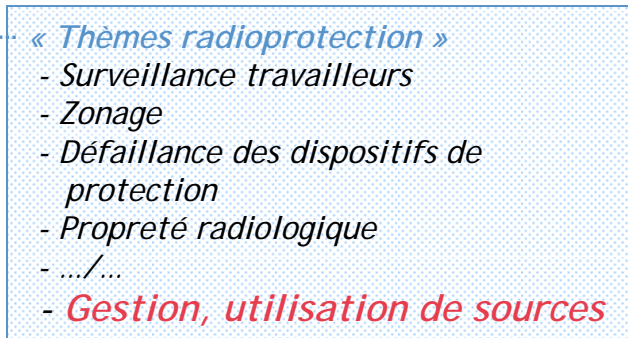 ... « Thèmes radioprotection »
- Surveillance travailleurs
- Zonage
- Défaillance des dispositifs de
protection
- Propreté radiologique
- .../...
- Gestion, utilisation de sources